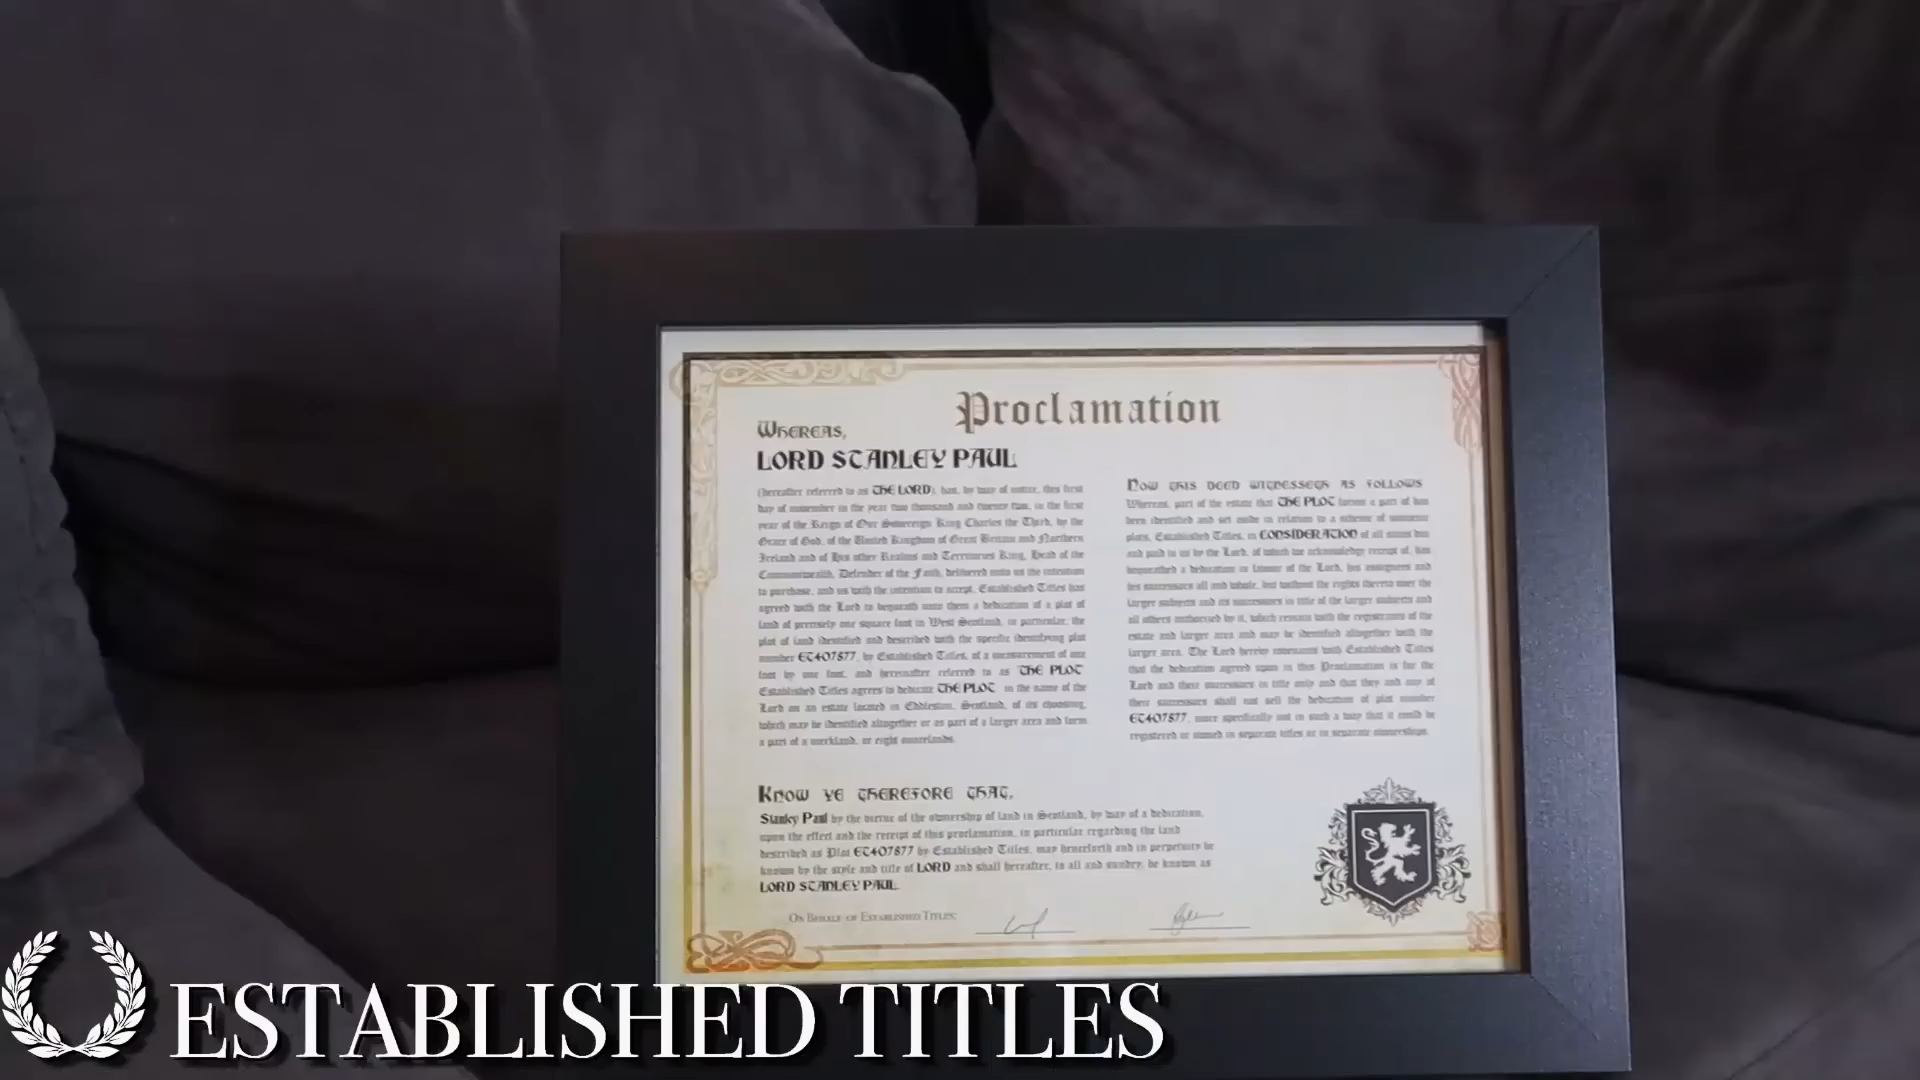 Proclamation
Whereas,
LORD STANLEY PAUL
(hereafter referred to as THE LORD), has, by way of notice, this first
day of november in the year two thousand and twenty two, in the first
year of the Reign of Our Sovereign King Charles the Third, by the
Grace of God, of the United Kingdom of Great Britain and Northern
Ireland and of His other Realms and Territories King, Head of the
Commonwealth, Defender of the Faith, delivered unto us the intention
to purchase, and us with the intention to accept, Established Titles has
agreed with the Lord to bequeath unto them a dedication of a plot of
land of precisely one square foot in West Scotland, in particular, the
plot of land identified and described with the specific identifying plot
number ET407877, by Established Titles, of a measurement of one
foot by one foot, and hereinafter referred to as THE PLOT.
Established Titles agrees to dedicate THE PLOT in the name of the
Lord on an estate located in Eddleston, Scotland, of its choosing,
which may be identified altogether or as part of a larger area and form
a part of a merkland, or eight ouncelands.
Now this deed witnesseth as follows
Whereas, part of the estate that THE PLOT forms a part of has
been identified and set aside in relation to a scheme of souvenir
plots, Established Titles, in CONSIDERATION of all sums due
and paid to us by the Lord, of which we acknowledge receipt of, has
bequeathed a dedication in favour of the Lord, his assignees and
his successors all and whole, but without the rights thereto over the
larger subjects and its successors in title of the larger subjects and
all others authorized by it, which remain with the registrants of the
estate and larger area and may be identified altogether with the
larger area. The Lord hereby covenants with Established Titles
that the dedication agreed upon in this Proclamation is for the
Lord and their successors in title only and that they and any of
there successors shall not sell the dedication of plot number
ET407877, more specifically not in such a way that it could be
registered or owned in separate titles or in separate ownerships.
Know ye therefore that,
Stanley Paul by the virtue of the ownership of land in Scotland, by way of a dedication,
upon the effect and the receipt of this proclamation, in particular regarding the land
described as Plot ET407877 by Established Titles, may henceforth and in perpetuity be
known by the style and title of LORD and shall hereafter, to all and sundry, be known as
LORD STANLEY PAUL.
On Behalf of Established Titles:
ESTABLISHED TITLES